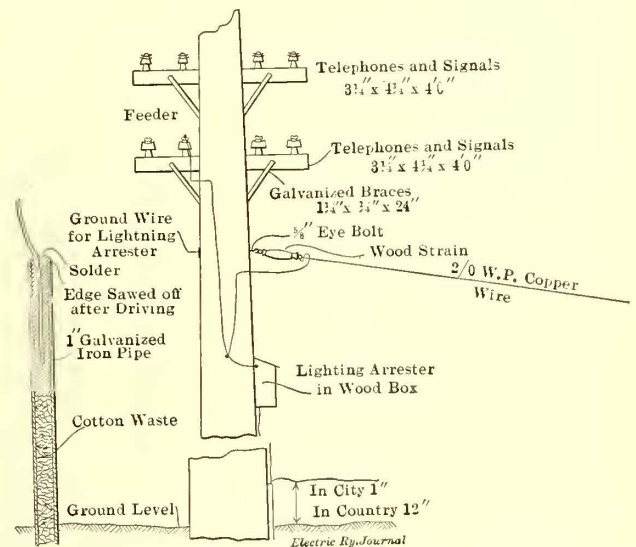 Telephones and Signals
3¼" x 4¼" x 4'0"
Feeder
Telephones and Signals
3¼" x 4¼" x 4'0"
Galvanized Braces
1¼" x ¼" x 24"
Ground Wire
for Lightning
Arrester
⅝" Eye Bolt
Wood Strain
Solder
2/0 W.P. Copper
Wire
Edge Sawed off
after Driving
1" Galvanized
Iron Pipe
Lighting Arrester
in Wood Box
Cotton Waste
In City 1"
In Country 12"
Ground Level
Electric Ry. Journal